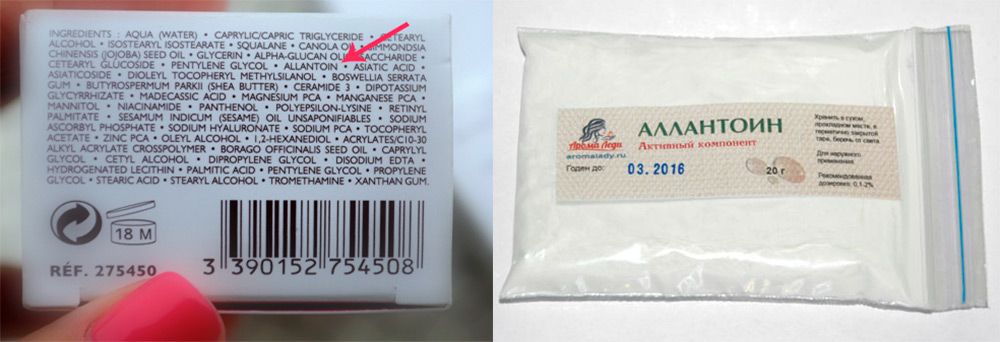 INGREDIENTS : AQUA (WATER) • CAPRYLIC/CAPRIC TRIGLYCERIDE • CETEARYL
ALCOHOL • ISOSTEARYL ISOSTEARATE • SQUALANE • CANOLA OIL SIMMONDSIA
CHINENSIS (JOJOBA) SEED OIL • GLYCERIN • ALPHA-GLUCAN OLIGOSACCHARIDE •
CETEARYL GLUCOSIDE • PENTYLENE GLYCOL • ALLANTOIN • ASIATIC ACID •
ASIATICOSIDE • DIOLEYL TOCOPHERYL METHYLSILANOL • BOSWELLIA SERRATA
GUM • BUTYROSPERMUM PARKII (SHEA BUTTER) • CERAMIDE 3 • DIPOTASSIUM
GLYCYRRHIZATE • MADECASSIC ACID • MAGNESIUM PCA • MANGANESE PCA •
MANNITOL • NIACINAMIDE • PANTHENOL • POLYEPSILON-LYSINE • RETINYL
PALMITATE • SESAMUM INDICUM (SESAME) OIL UNSAPONIFIABLES • SODIUM
ASCORBYL PHOSPHATE • SODIUM HYALURONATE • SODIUM PCA • TOCOPHERYL
ACETATE • ZINC PCA • OLEYL ALCOHOL • 1,2-HEXANEDIOL • ACRYLATES/C10-30
ALKYL ACRYLATE CROSSPOLYMER • BORAGO OFFICINALIS SEED OIL • CAPRYLYL
GLYCOL • CETYL ALCOHOL • DIPROPYLENE GLYCOL • DISODIUM EDTA •
HYDROGENATED LECITHIN • PALMITIC ACID • PENTYLENE GLYCOL • PROPYLENE
GLYCOL • STEARIC ACID • STEARYL ALCOHOL • TROMETHAMINE • XANTHAN GUM.
18 M
RÉF. 275450
3 390152 754508
Арома Леди
aromalady.ru
АЛЛАНТОИН
Активный компонент
Годен до:
03. 2016
20 г
Хранить в сухом,
прохладном месте, в
герметично закрытой
таре, беречь от света
Для наружного
применения
Рекомендованная
дозировка: 0,1-2%